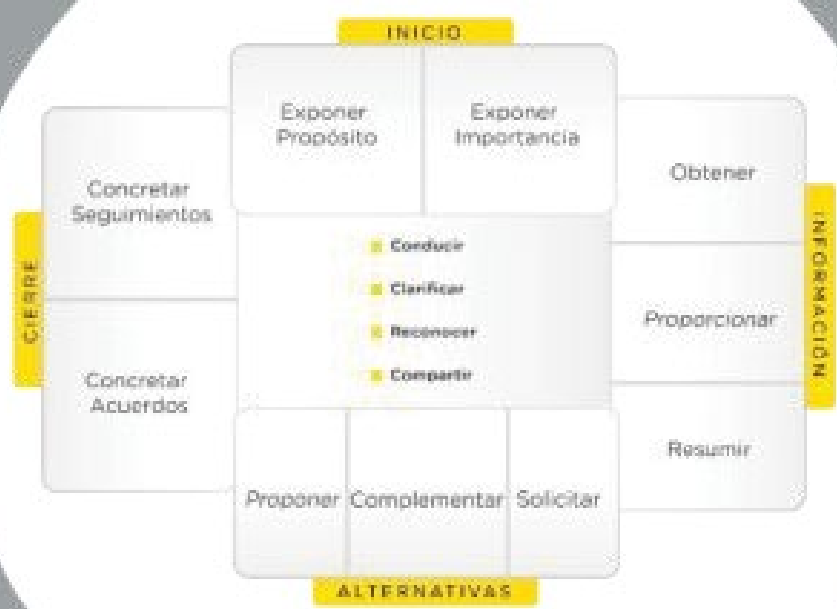 INICIO
Exponer
Propósito
Exponer
Importancia
Obtener
Proporcionar
Resumir
INFORMACIÓN
Conducir
Clarificar
Reconocer
Compartir
Proponer
Complementar
Solicitar
ALTERNATIVAS
Concretar
Acuerdos
Concretar
Seguimientos
CIERRE